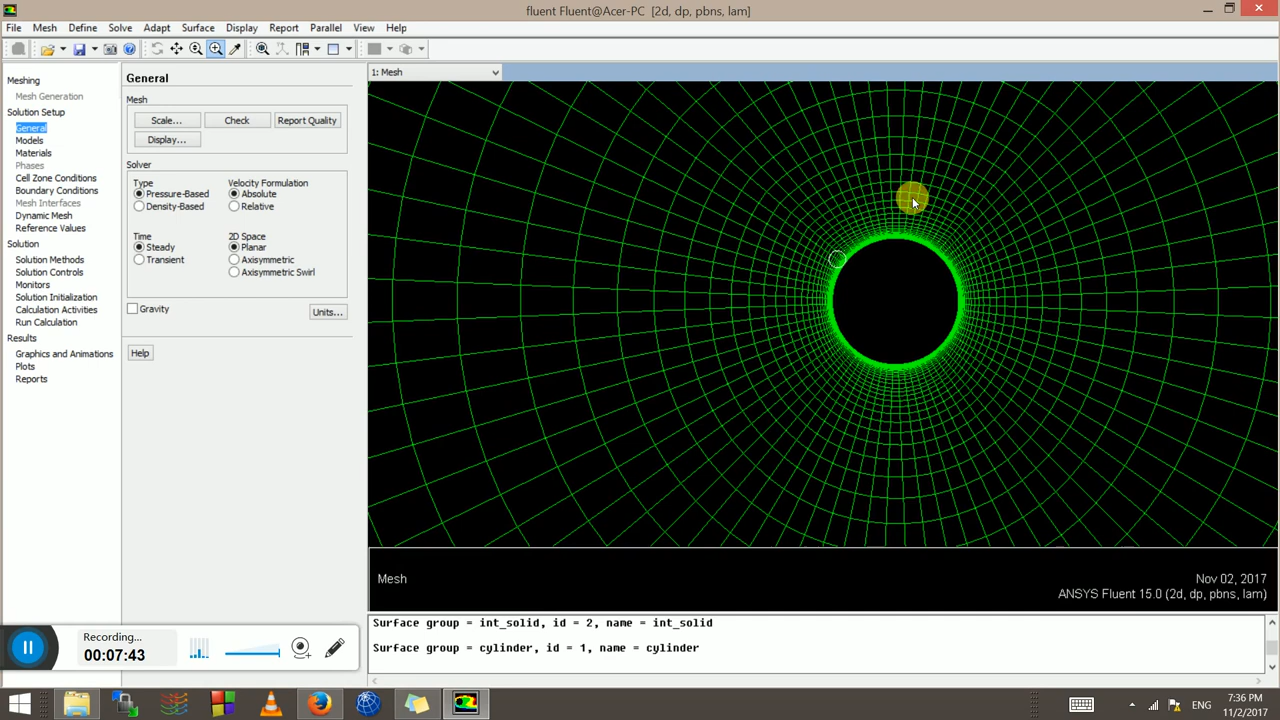 fluent Fluent@Acer-PC [2d, dp, pbns, lam]
File Mesh Define Solve Adapt Surface Display Report Parallel View Help
1: Mesh
Meshing
Mesh Generation
Solution Setup
General
Models
Materials
Phases
Cell Zone Conditions
Boundary Conditions
Mesh Interfaces
Dynamic Mesh
Reference Values
Solution
Solution Methods
Solution Controls
Monitors
Solution Initialization
Calculation Activities
Run Calculation
Results
Graphics and Animations
Plots
Reports
General
Mesh
Scale... Check Report Quality
Display...
Solver
Type Velocity Formulation
Pressure-Based Absolute
Density-Based Relative
Time 2D Space
Steady Planar
Transient Axisymmetric
Axisymmetric Swirl
Gravity Units...
Help
Mesh Nov 02, 2017
ANSYS Fluent 15.0 (2d, dp, pbns, lam)
Surface group = int_solid, id = 2, name = int_solid
Surface group = cylinder, id = 1, name = cylinder
Recording...
00:07:43
ENG
7:36 PM
11/2/2017